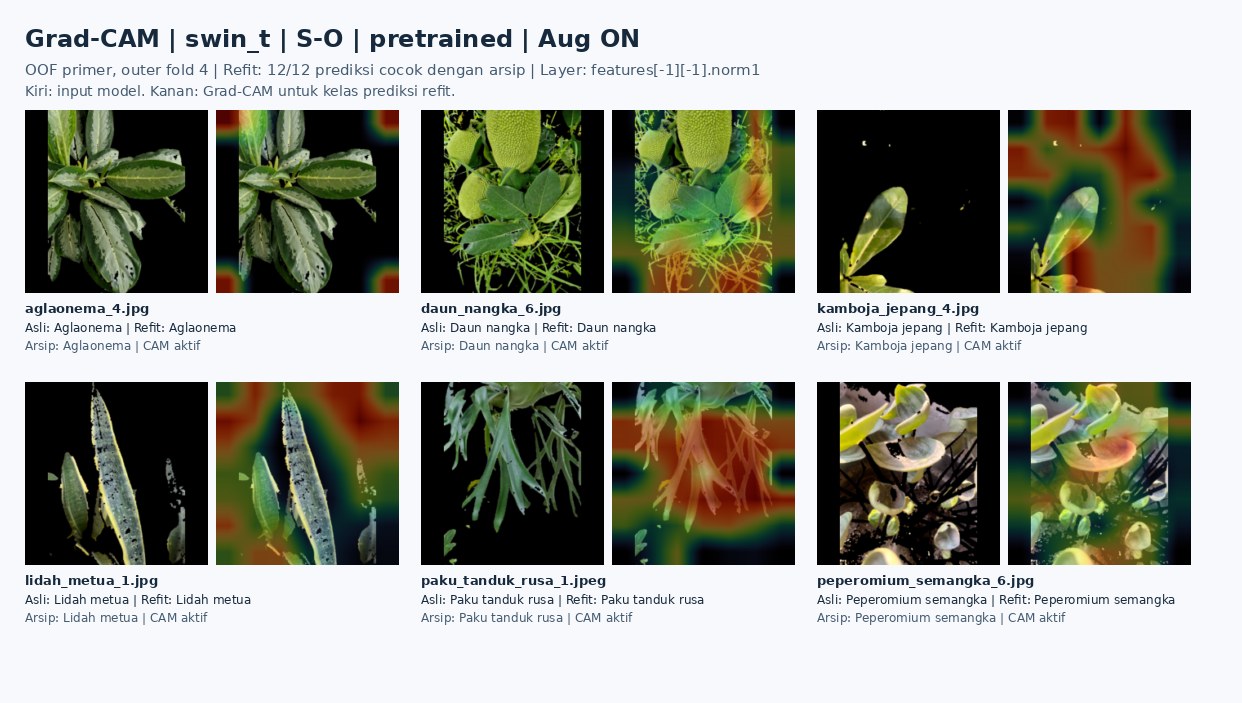 Grad-CAM | swin_t | S-O | pretrained | Aug ON
OOF primer, outer fold 4 | Refit: 12/12 prediksi cocok dengan arsip | Layer: features[-1][-1].norm1
Kiri: input model. Kanan: Grad-CAM untuk kelas prediksi refit.
aglaonema_4.jpg
Asli: Aglaonema | Refit: Aglaonema
Arsip: Aglaonema | CAM aktif
daun_nangka_6.jpg
Asli: Daun nangka | Refit: Daun nangka
Arsip: Daun nangka | CAM aktif
kamboja_jepang_4.jpg
Asli: Kamboja jepang | Refit: Kamboja jepang
Arsip: Kamboja jepang | CAM aktif
lidah_metua_1.jpg
Asli: Lidah metua | Refit: Lidah metua
Arsip: Lidah metua | CAM aktif
paku_tanduk_rusa_1.jpeg
Asli: Paku tanduk rusa | Refit: Paku tanduk rusa
Arsip: Paku tanduk rusa | CAM aktif
peperomium_semangka_6.jpg
Asli: Peperomium semangka | Refit: Peperomium semangka
Arsip: Peperomium semangka | CAM aktif